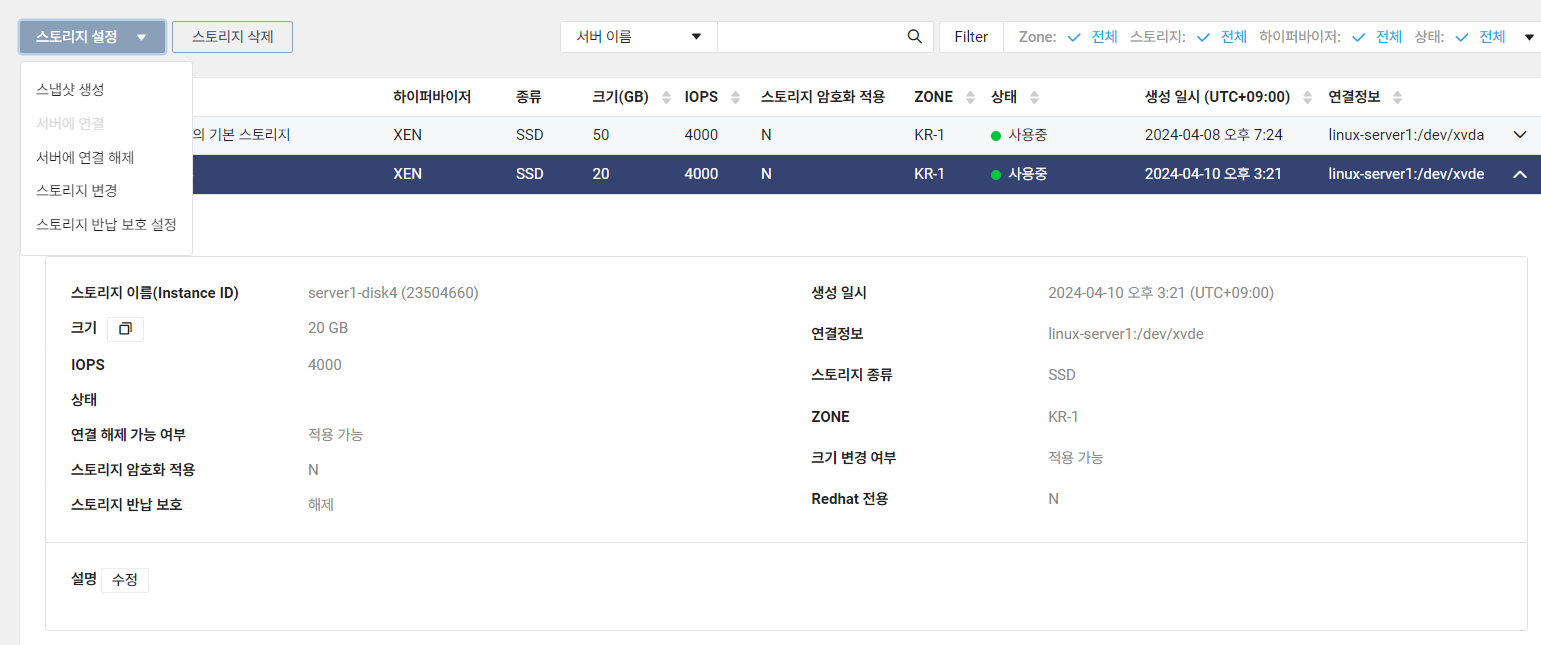 스토리지 설정 스토리지 삭제 서버 이름 Filter Zone: 전체 스토리지: 전체 하이퍼바이저: 전체 상태: 전체
스냅샷 생성
서버에 연결
서버에 연결 해제
스토리지 변경
스토리지 반납 보호 설정
하이퍼바이저 종류 크기(GB) IOPS 스토리지 암호화 적용 ZONE 상태 생성 일시 (UTC+09:00) 연결정보
의 기본 스토리지 XEN SSD 50 4000 N KR-1 사용중 2024-04-08 오후 7:24 linux-server1:/dev/xvda
XEN SSD 20 4000 N KR-1 사용중 2024-04-10 오후 3:21 linux-server1:/dev/xvde
스토리지 이름(Instance ID) server1-disk4 (23504660)
크기 20 GB
IOPS 4000
상태
연결 해제 가능 여부 적용 가능
스토리지 암호화 적용 N
스토리지 반납 보호 해제
생성 일시 2024-04-10 오후 3:21 (UTC+09:00)
연결정보 linux-server1:/dev/xvde
스토리지 종류 SSD
ZONE KR-1
크기 변경 여부 적용 가능
Redhat 전용 N
설명 수정